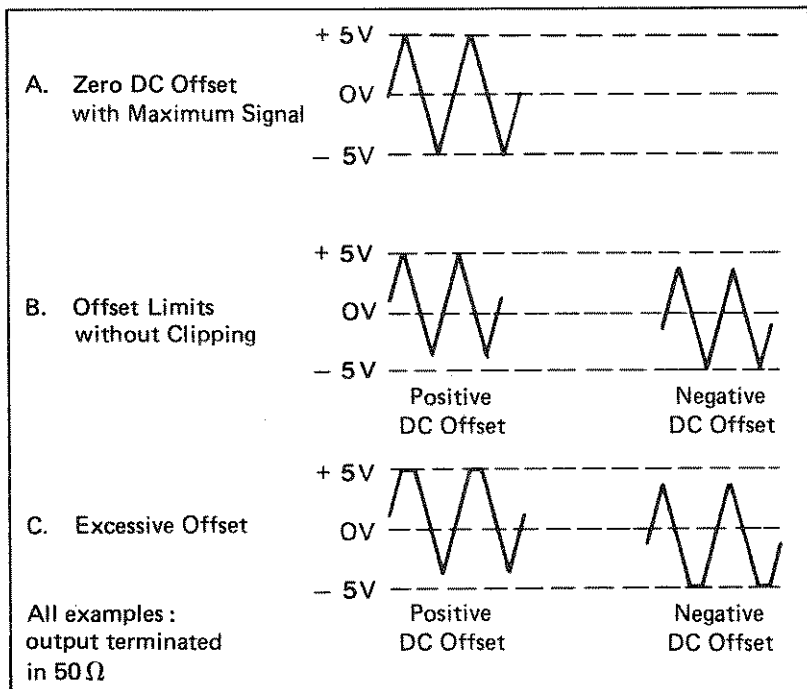 + 5V
A. Zero DC Offset
with Maximum Signal
0V
− 5V
+ 5V
B. Offset Limits
without Clipping
0V
− 5V
Positive
DC Offset
Negative
DC Offset
+ 5V
C. Excessive Offset
0V
− 5V
All examples:
output terminated
in 50Ω
Positive
DC Offset
Negative
DC Offset